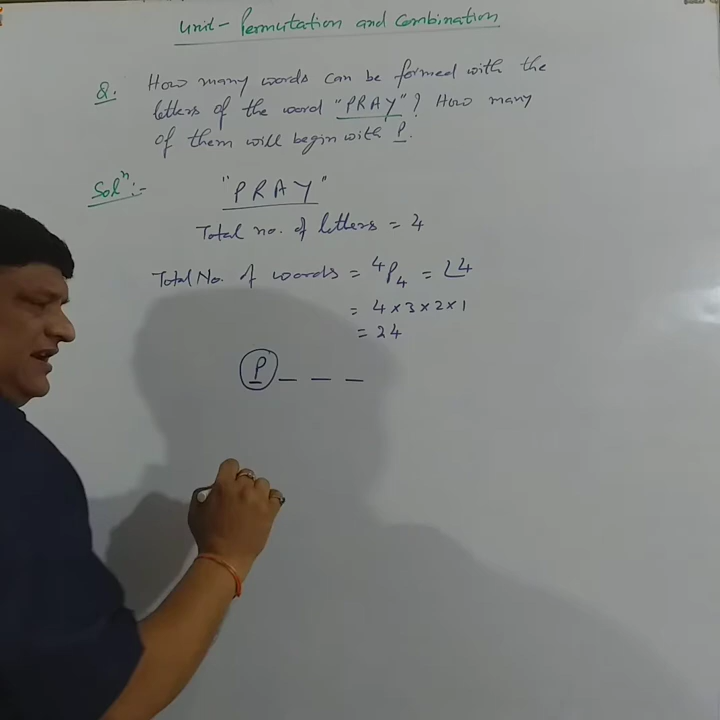 Unit - Permutation and Combination
Q. How many words can be formed with the
letters of the word "PRAY"? How many
of them will begin with P.
Solⁿ:-
"PRAY"
Total no. of letters = 4
Total No. of words = ⁴P₄ = ∠4
= 4×3×2×1
= 24
P _ _ _